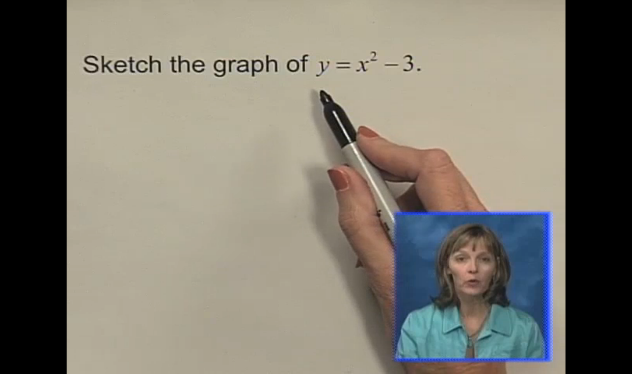 Sketch the graph of y = x² − 3.